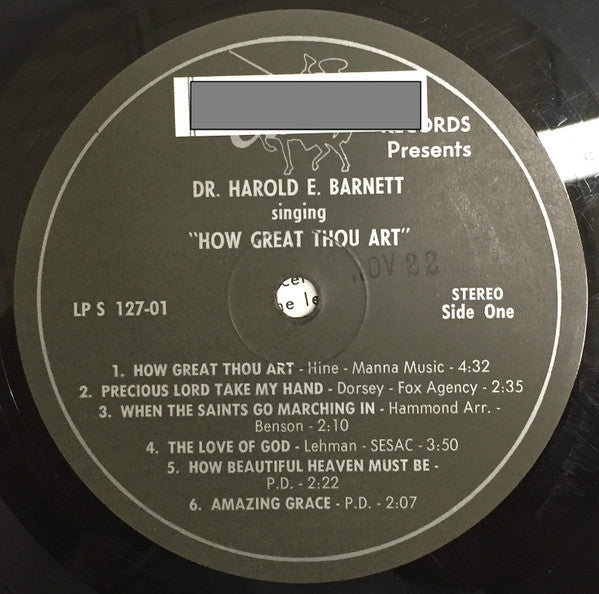 Presents
DR. HAROLD E. BARNETT
singing
"HOW GREAT THOU ART"
NOV 22
LP S 127-01
STEREO
Side One
1. HOW GREAT THOU ART - Hine - Manna Music - 4:32
2. PRECIOUS LORD TAKE MY HAND - Dorsey - Fox Agency - 2:35
3. WHEN THE SAINTS GO MARCHING IN - Hammond Arr. -
Benson - 2:10
4. THE LOVE OF GOD - Lehman - SESAC - 3:50
5. HOW BEAUTIFUL HEAVEN MUST BE -
P.D. - 2:22
6. AMAZING GRACE - P.D. - 2:07